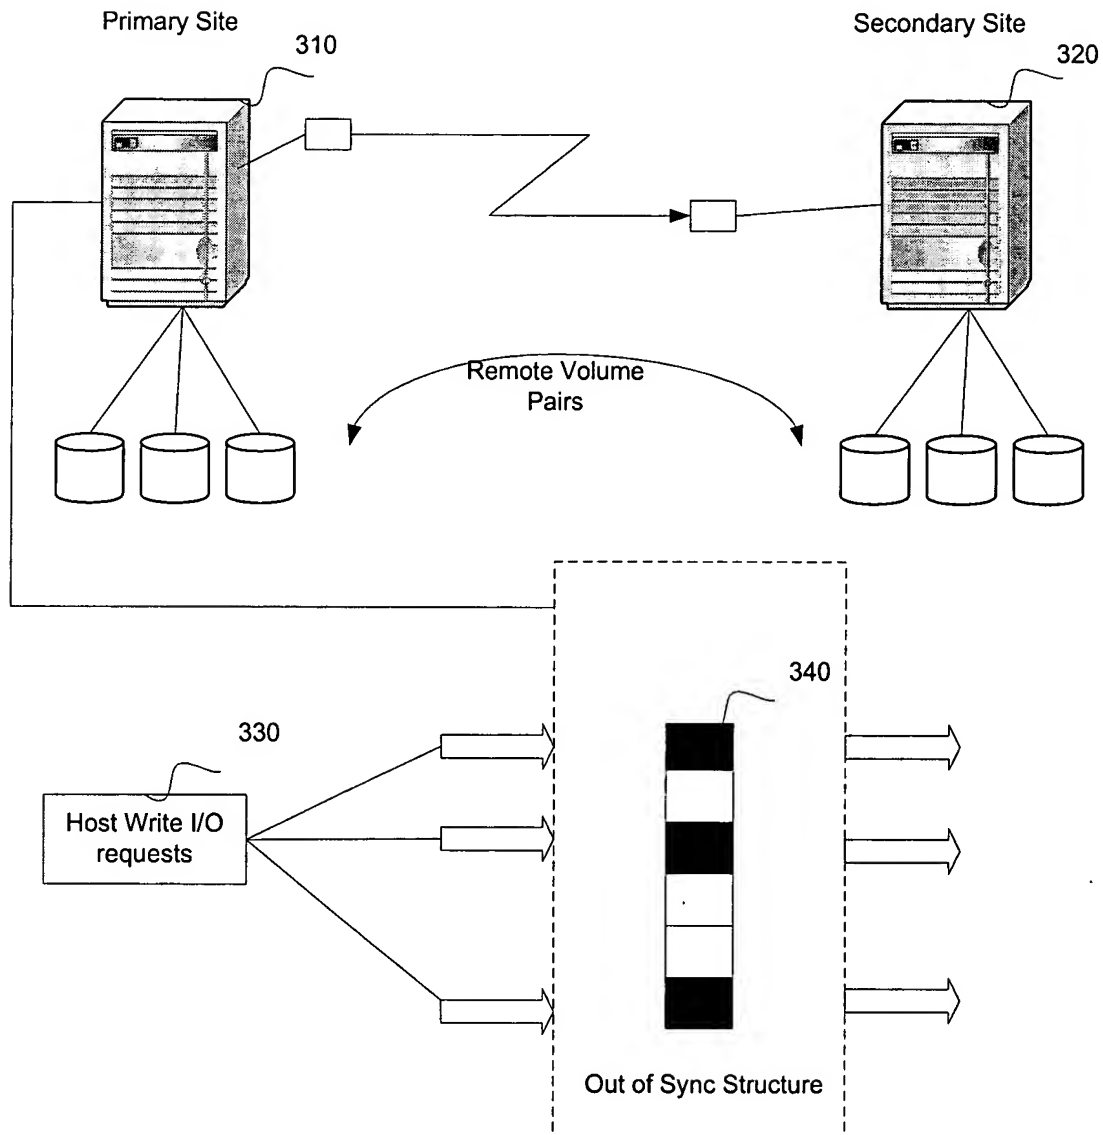 Primary Site
Secondary Site
310
320
Remote Volume
Pairs
340
330
Host Write I/O
requests
Out of Sync Structure